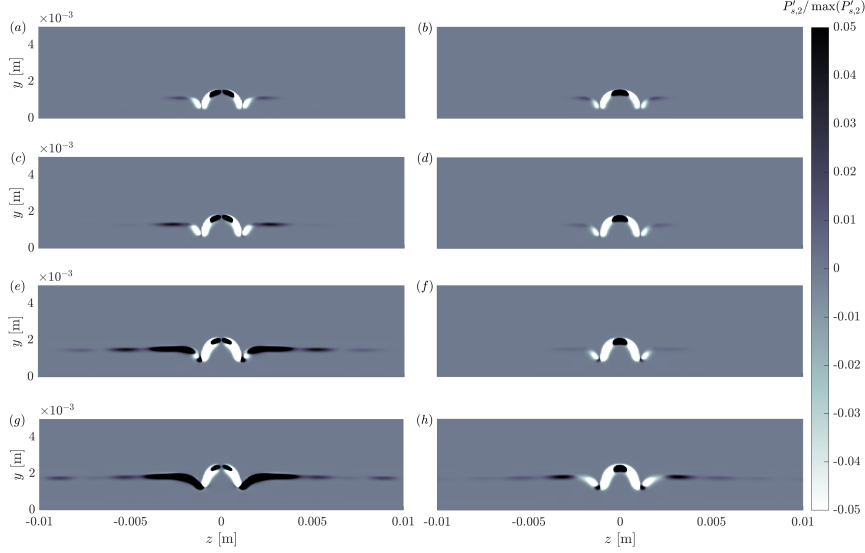 P′s,2/ max(P′s,2)
(a) ×10−3 (b)
4
y [m]
2
0
(c) ×10−3 (d)
4
y [m]
2
0
(e) ×10−3 (f)
4
y [m]
2
0
(g) ×10−3 (h)
4
y [m]
2
0
-0.01 -0.005 0 0.005 0.01
z [m]
-0.01 -0.005 0 0.005 0.01
z [m]
0.05
0.04
0.03
0.02
0.01
0
-0.01
-0.02
-0.03
-0.04
-0.05